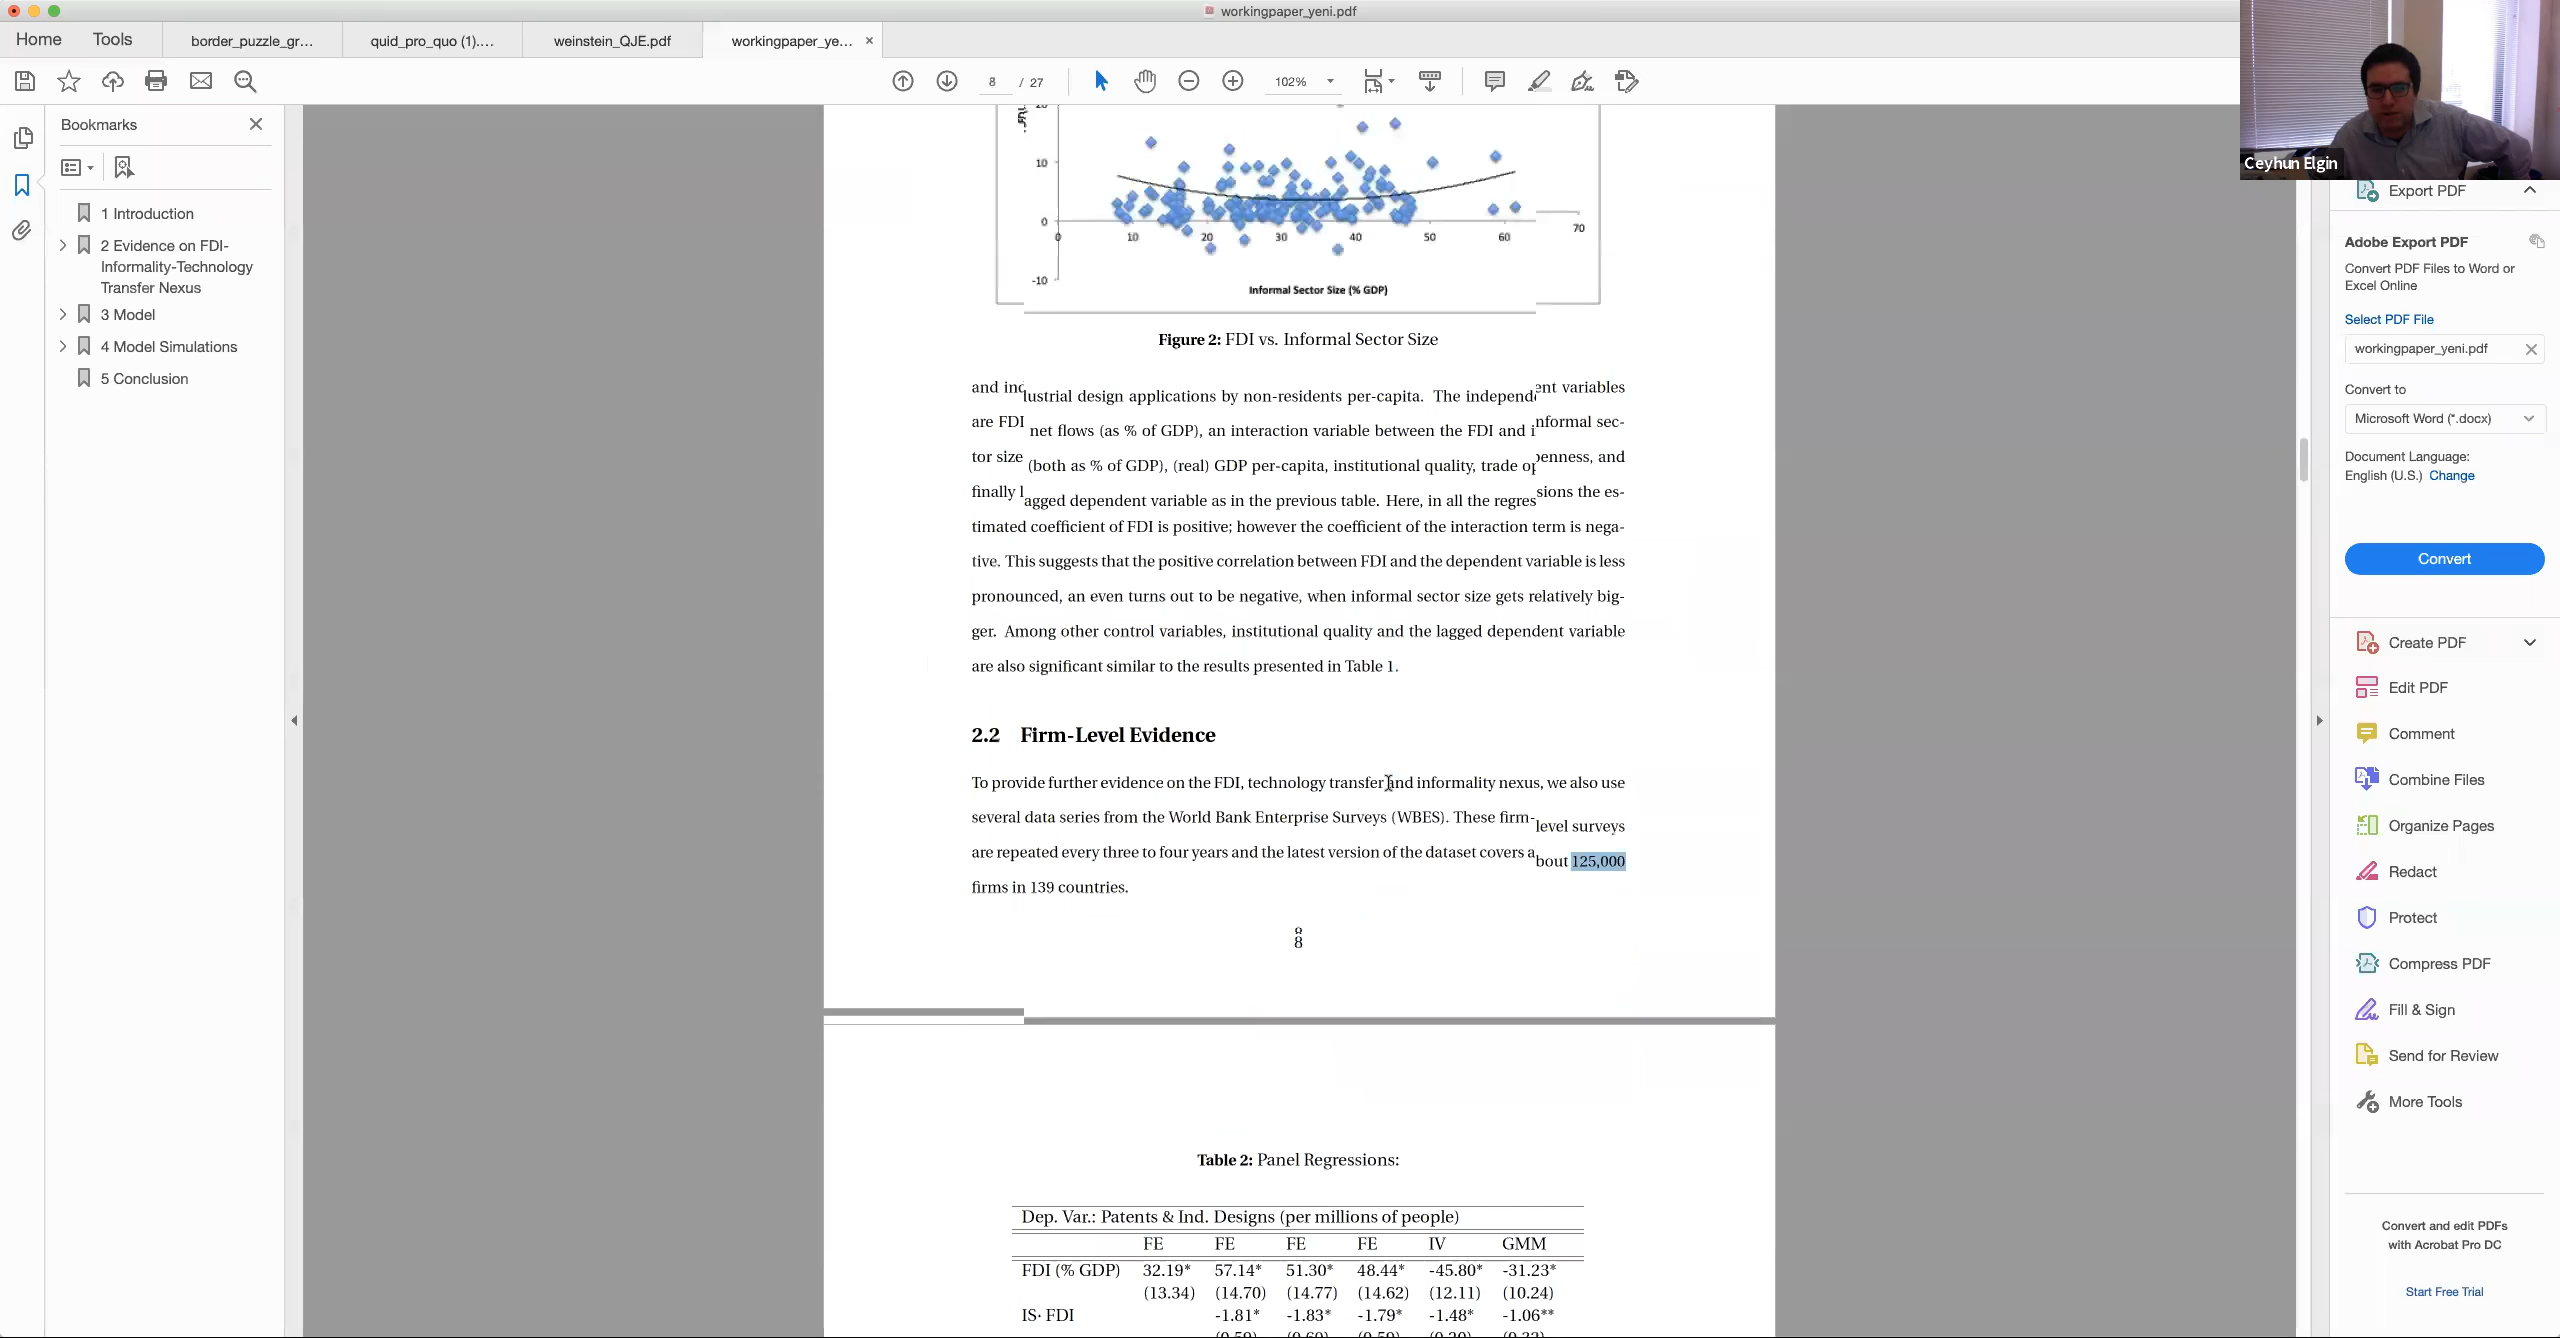 workingpaper_yeni.pdf
Home Tools border_puzzle_gr... quid_pro_quo (1).... weinstein_QJE.pdf workingpaper_ye... ×
8 / 27 102%
Ceyhun Elgin
Bookmarks
1 Introduction
2 Evidence on FDI-
Informality-Technology
Transfer Nexus
3 Model
4 Model Simulations
5 Conclusion
10
0
-10
0 10 20 30 40 50 60 70
Informal Sector Size (% GDP)
Figure 2: FDI vs. Informal Sector Size
and industrial design applications by non-residents per-capita. The independent variables
are FDI net flows (as % of GDP), an interaction variable between the FDI and informal sec-
tor size (both as % of GDP), (real) GDP per-capita, institutional quality, trade openness, and
finally lagged dependent variable as in the previous table. Here, in all the regressions the es-
timated coefficient of FDI is positive; however the coefficient of the interaction term is nega-
tive. This suggests that the positive correlation between FDI and the dependent variable is less
pronounced, an even turns out to be negative, when informal sector size gets relatively big-
ger. Among other control variables, institutional quality and the lagged dependent variable
are also significant similar to the results presented in Table 1.
2.2 Firm-Level Evidence
To provide further evidence on the FDI, technology transfer and informality nexus, we also use
several data series from the World Bank Enterprise Surveys (WBES). These firm-level surveys
are repeated every three to four years and the latest version of the dataset covers about 125,000
firms in 139 countries.
8
Table 2: Panel Regressions:
Dep. Var.: Patents & Ind. Designs (per millions of people)
FE FE FE FE IV GMM
FDI (% GDP) 32.19* 57.14* 51.30* 48.44* -45.80* -31.23*
(13.34) (14.70) (14.77) (14.62) (12.11) (10.24)
IS· FDI -1.81* -1.83* -1.79* -1.48* -1.06**
Export PDF
Adobe Export PDF
Convert PDF Files to Word or
Excel Online
Select PDF File
workingpaper_yeni.pdf
Convert to
Microsoft Word (*.docx)
Document Language:
English (U.S.) Change
Convert
Create PDF
Edit PDF
Comment
Combine Files
Organize Pages
Redact
Protect
Compress PDF
Fill & Sign
Send for Review
More Tools
Convert and edit PDFs
with Acrobat Pro DC
Start Free Trial